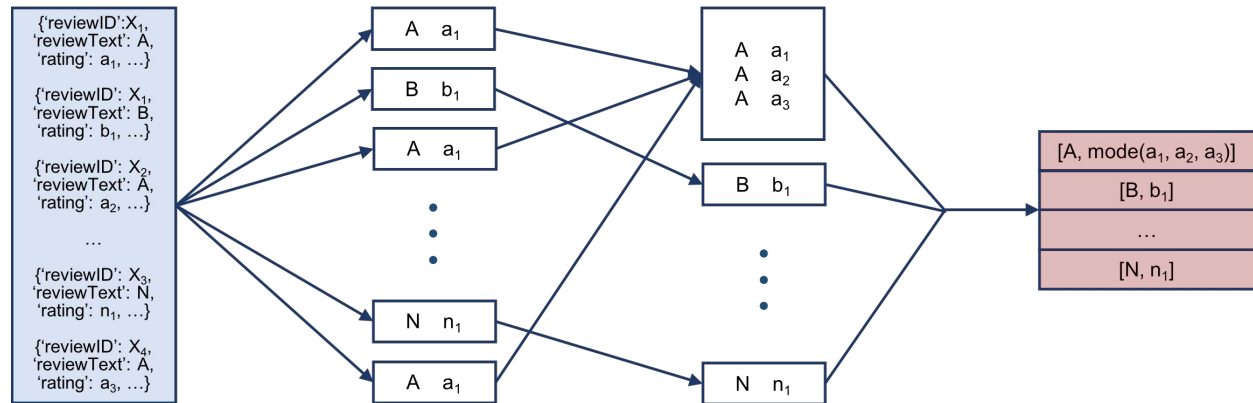 {‘reviewID’:X₁,
‘reviewText’: A,
‘rating’: a₁, …}
{‘reviewID’: X₁,
‘reviewText’: B,
‘rating’: b₁, …}
{‘reviewID’: X₂,
‘reviewText’: A,
‘rating’: a₂, …}
…
{‘reviewID’: X₃,
‘reviewText’: N,
‘rating’: n₁, …}
{‘reviewID’: X₄,
‘reviewText’: A,
‘rating’: a₃, …}
A a₁
B b₁
A a₁
N n₁
A a₁
A a₁
A a₂
A a₃
B b₁
N n₁
[A, mode(a₁, a₂, a₃)]
[B, b₁]
…
[N, n₁]